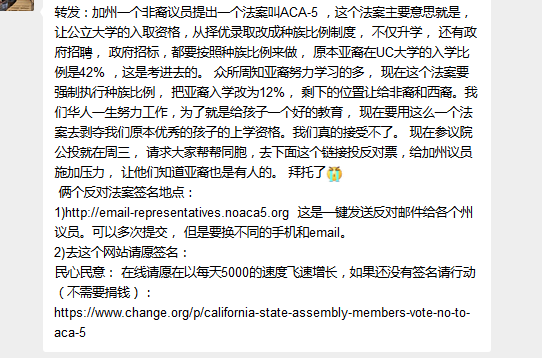 转发：加州一个非裔议员提出一个法案叫ACA-5 ，这个法案主要意思就是，
让公立大学的入取资格，从择优录取改成种族比例制度， 不仅升学， 还有政
府招聘， 政府招标，都要按照种族比例来做， 原本亚裔在UC大学的入学比
例是42% ，这是考进去的。 众所周知亚裔努力学习的多， 现在这个法案要
强制执行种族比例， 把亚裔入学改为12% ， 剩下的位置让给非裔和西裔。我
们华人一生努力工作，为了就是给孩子一个好的教育， 现在要用这么一个法
案去剥夺我们原本优秀的孩子的上学资格。我们真的接受不了。 现在参议院
公投就在周三， 请求大家帮帮同胞，去下面这个链接投反对票，给加州议员
施加压力， 让他们知道亚裔也是有人的。 拜托了
俩个反对法案签名地点：
1)http://email-representatives.noaca5.org 这是一键发送反对邮件给各个州
议员。可以多次提交， 但是要换不同的手机和email。
2)去这个网站请愿签名：
民心民意： 在线请愿在以每天5000的速度飞速增长，如果还没有签名请行动
（不需要捐钱）：
https://www.change.org/p/california-state-assembly-members-vote-no-to-
aca-5